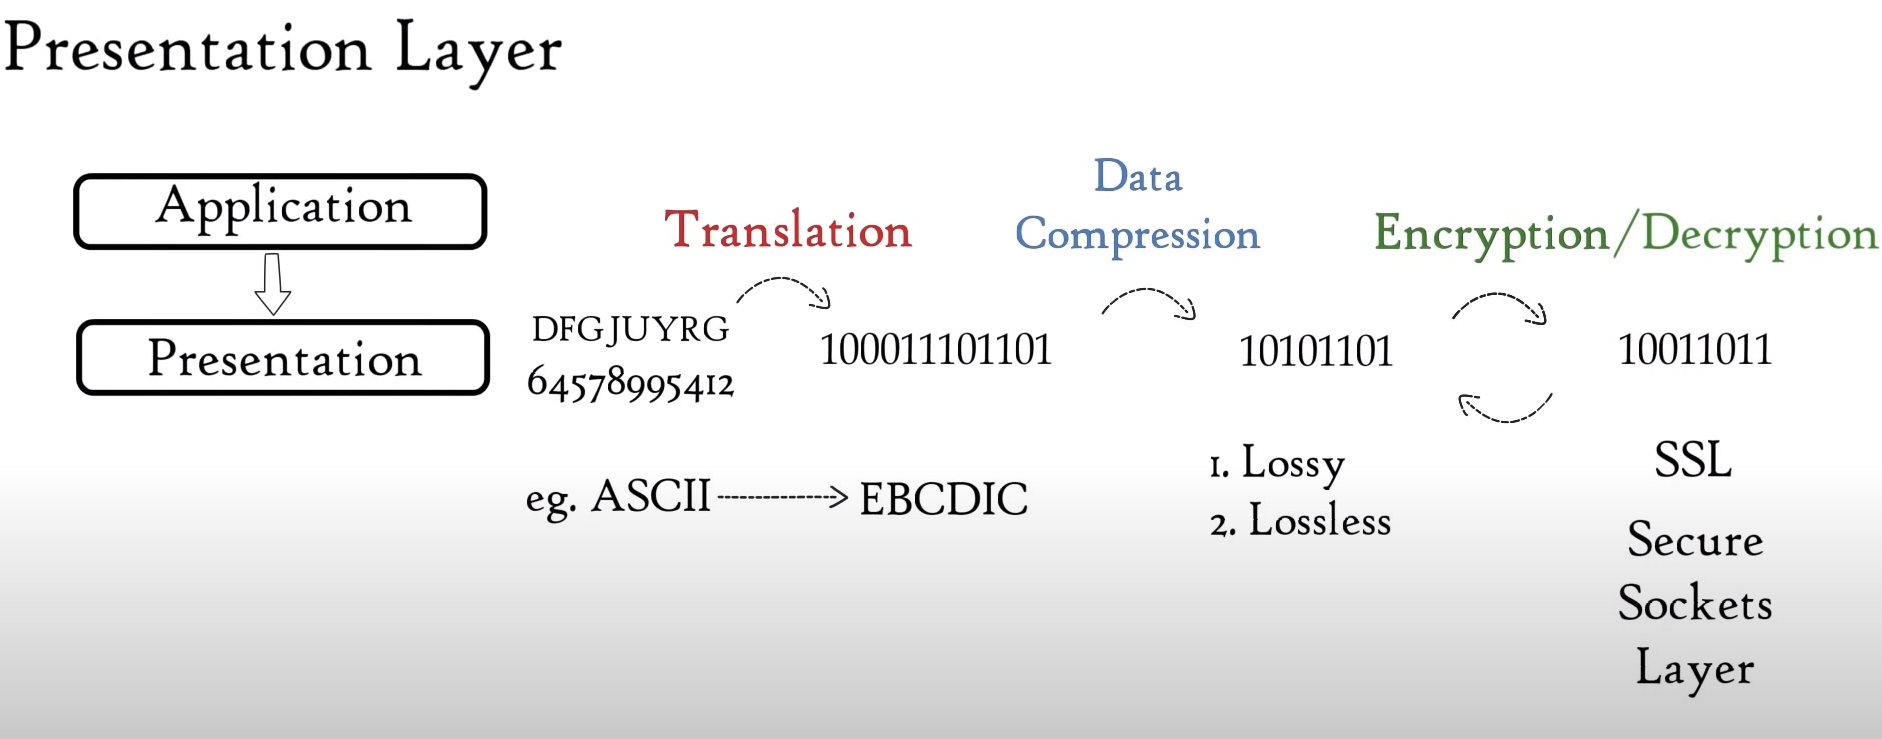 Presentation Layer
Application
Presentation
Translation
Data
Compression
Encryption/Decryption
DFGJUYRG
64578995412
100011101101
10101101
10011011
eg. ASCII
EBCDIC
1. Lossy
2. Lossless
SSL
Secure
Sockets
Layer